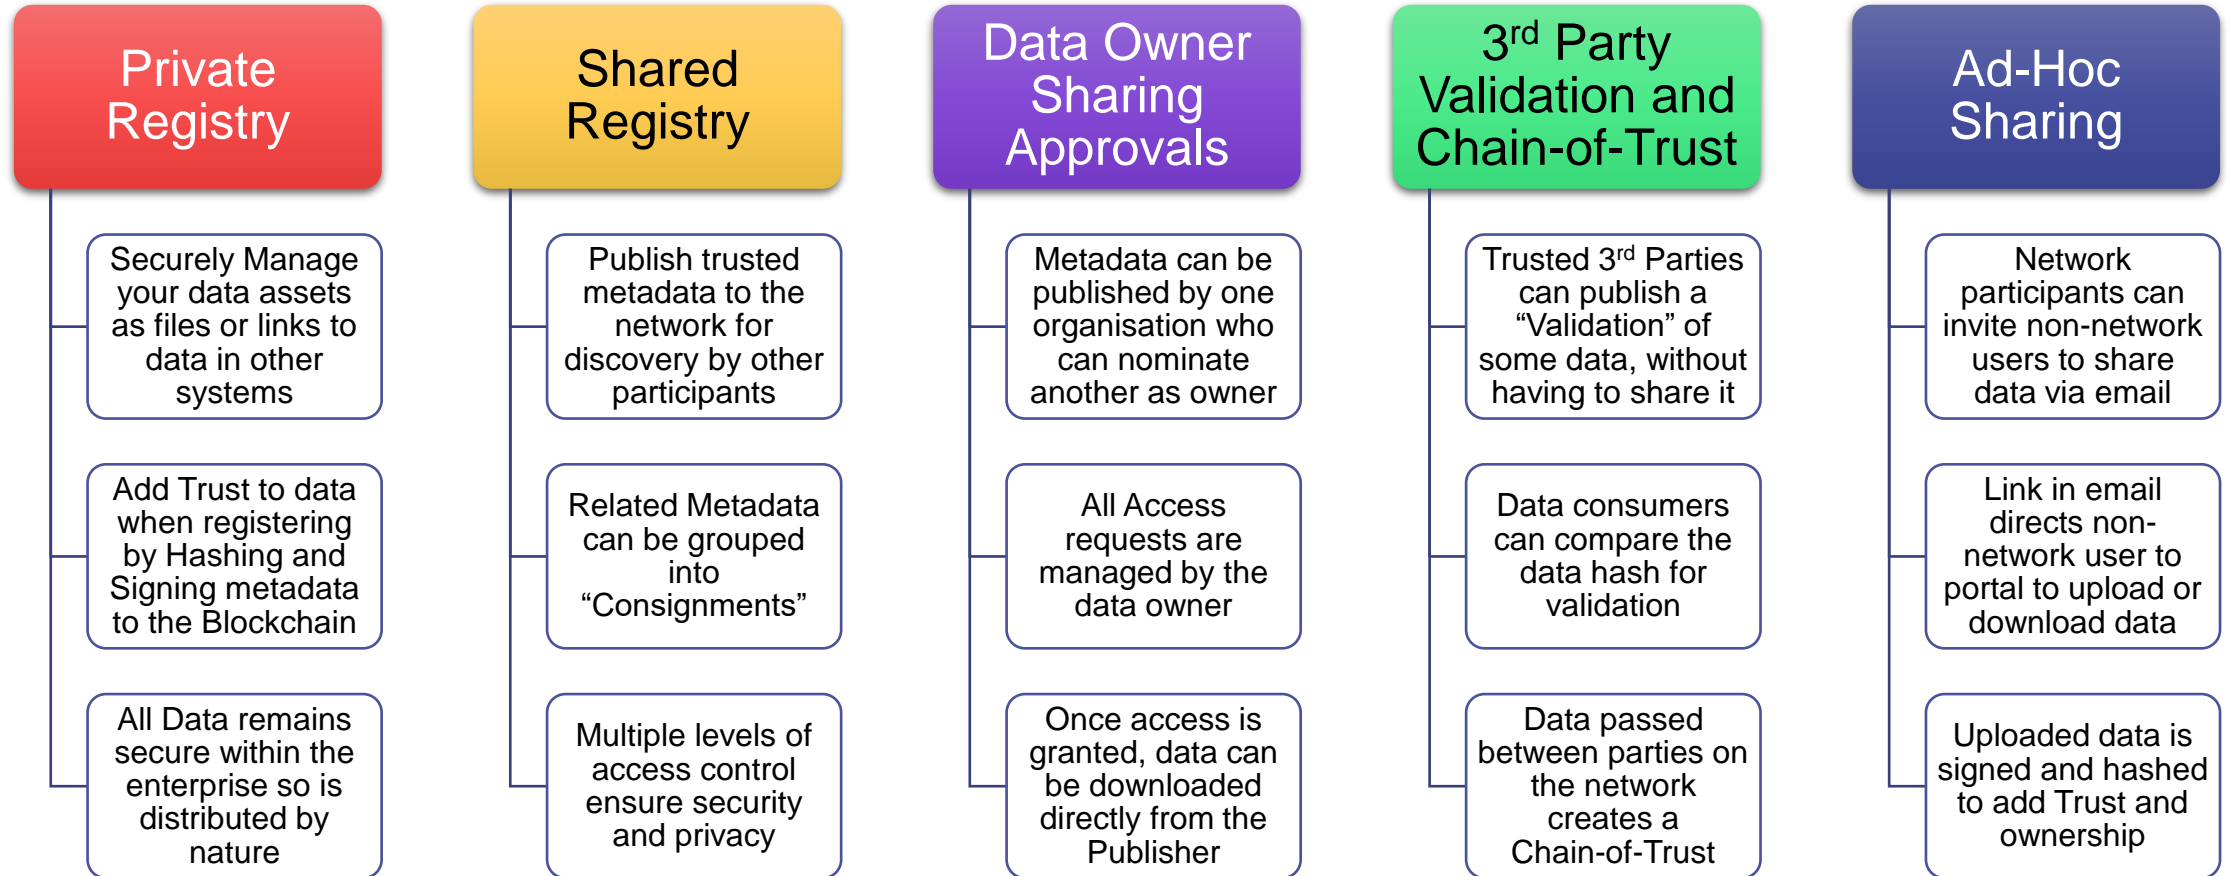 Private
Registry
Securely Manage
your data assets
as files or links to
data in other
systems
Add Trust to data
when registering
by Hashing and
Signing metadata
to the Blockchain
All Data remains
secure within the
enterprise so is
distributed by
nature
Shared
Registry
Publish trusted
metadata to the
network for
discovery by other
participants
Related Metadata
can be grouped
into
“Consignments”
Multiple levels of
access control
ensure security
and privacy
Data Owner
Sharing
Approvals
Metadata can be
published by one
organisation who
can nominate
another as owner
All Access
requests are
managed by the
data owner
Once access is
granted, data can
be downloaded
directly from the
Publisher
3rd Party
Validation and
Chain-of-Trust
Trusted 3rd Parties
can publish a
“Validation” of
some data, without
having to share it
Data consumers
can compare the
data hash for
validation
Data passed
between parties on
the network
creates a
Chain-of-Trust
Ad-Hoc
Sharing
Network
participants can
invite non-network
users to share
data via email
Link in email
directs non-
network user to
portal to upload or
download data
Uploaded data is
signed and hashed
to add Trust and
ownership